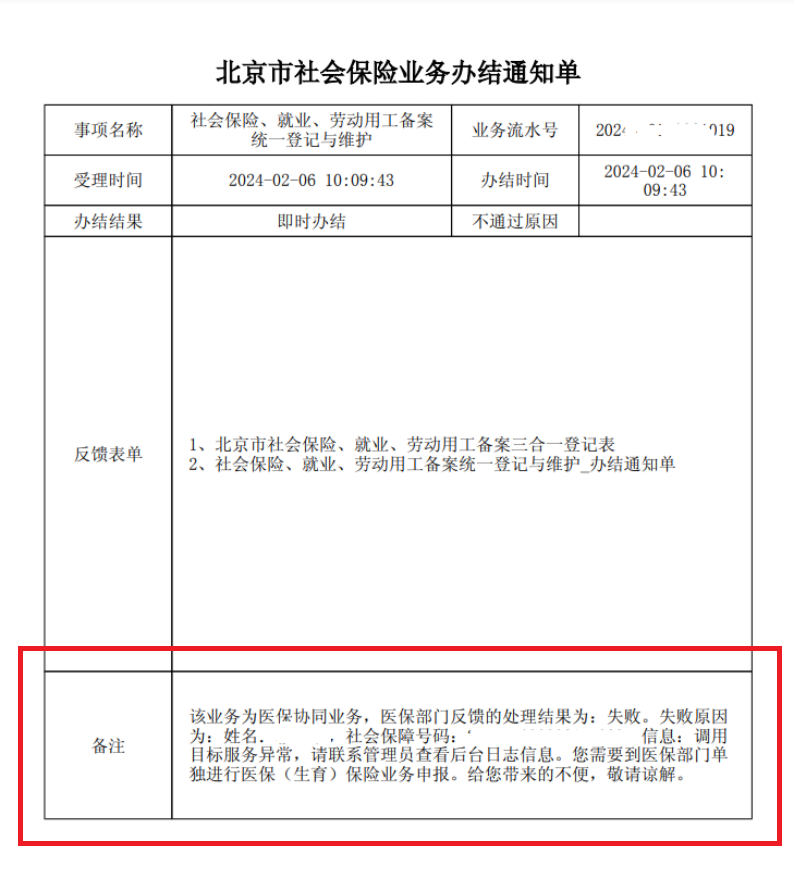 北京市社会保险业务办结通知单
事项名称
社会保险、就业、劳动用工备案
统一登记与维护
业务流水号
2024
019
受理时间
2024-02-06 10:09:43
办结时间
2024-02-06 10:
09:43
办结结果
即时办结
不通过原因
反馈表单
1、北京市社会保险、就业、劳动用工备案三合一登记表
2、社会保险、就业、劳动用工备案统一登记与维护_办结通知单
备注
该业务为医保协同业务，医保部门反馈的处理结果为：失败。失败原因
为：姓名 ，社会保障号码： 信息：调用
目标服务异常，请联系管理员查看后台日志信息。您需要到医保部门单
独进行医保（生育）保险业务申报。给您带来的不便，敬请谅解。